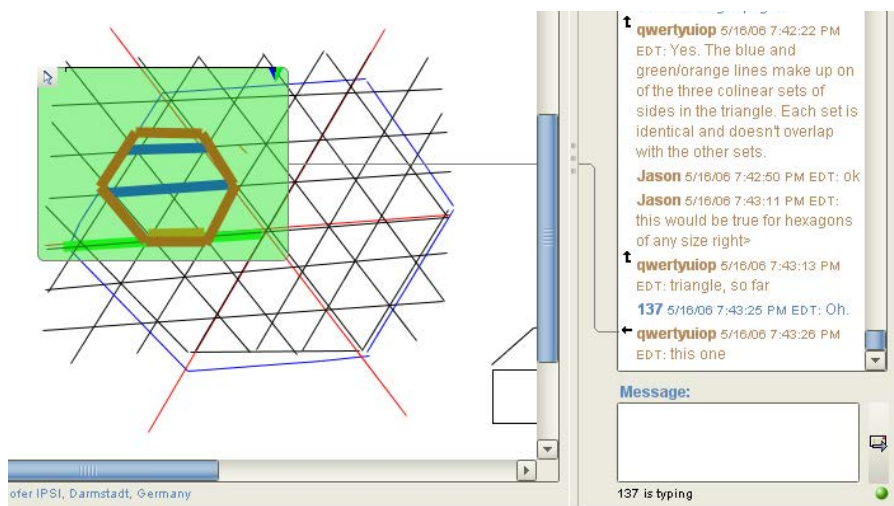 qwertyuiop 5/16/06 7:42:22 PM
EDT: Yes. The blue and
green/orange lines make up on
of the three colinear sets of
sides in the triangle. Each set is
identical and doesn't overlap
with the other sets.
Jason 5/16/06 7:42:50 PM EDT: ok
Jason 5/16/06 7:43:11 PM EDT:
this would be true for hexagons
of any size right>
qwertyuiop 5/16/06 7:43:13 PM
EDT: triangle, so far
137 5/16/06 7:43:25 PM EDT: Oh.
qwertyuiop 5/16/06 7:43:26 PM
EDT: this one
Message:
137 is typing
ofer IPSI, Darmstadt, Germany